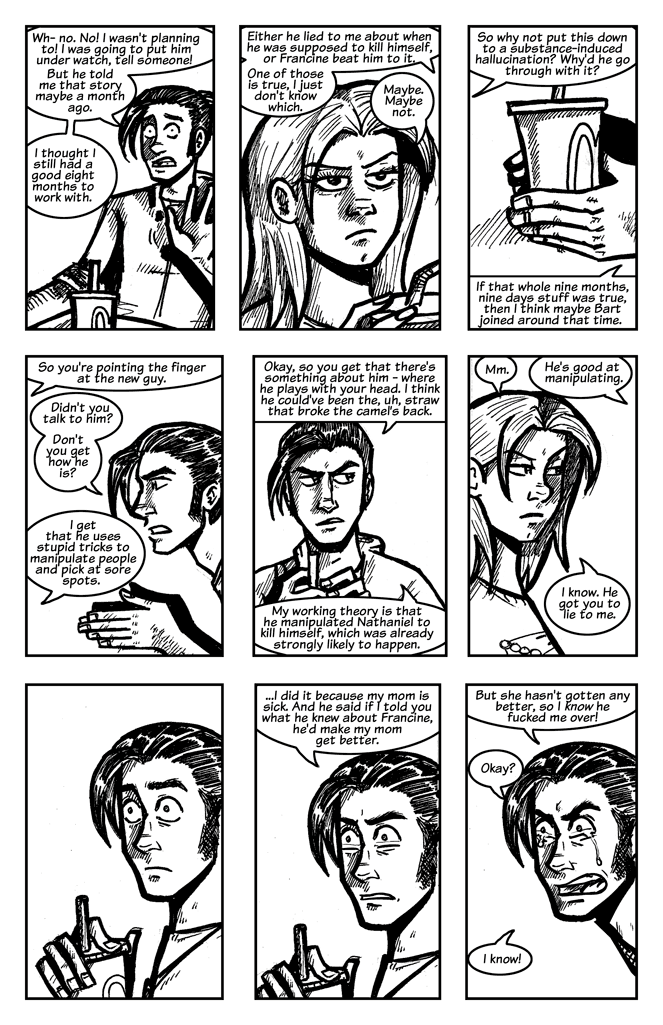 Wh- no. No! I wasn't planning
to! I was going to put him
under watch, tell someone!
But he told
me that story
maybe a month
ago.
I thought I
still had a
good eight
months to
work with.
Either he lied to me about when
he was supposed to kill himself,
or Francine beat him to it.
One of those
is true, I just
don't know
which.
Maybe.
Maybe
not.
So why not put this down
to a substance-induced
hallucination? Why'd he go
through with it?
If that whole nine months,
nine days stuff was true,
then I think maybe Bart
joined around that time.
So you're pointing the finger
at the new guy.
Didn't you
talk to him?
Don't
you get
how he
is?
I get
that he uses
stupid tricks to
manipulate people
and pick at sore
spots.
Okay, so you get that there's
something about him - where
he plays with your head. I think
he could've been the, uh, straw
that broke the camel's back.
My working theory is that
he manipulated Nathaniel to
kill himself, which was already
strongly likely to happen.
Mm.
He's good at
manipulating.
I know. He
got you to
lie to me.
...I did it because my mom is
sick. And he said if I told you
what he knew about Francine,
he'd make my mom
get better.
But she hasn't gotten any
better, so I know he
fucked me over!
Okay?
I know!